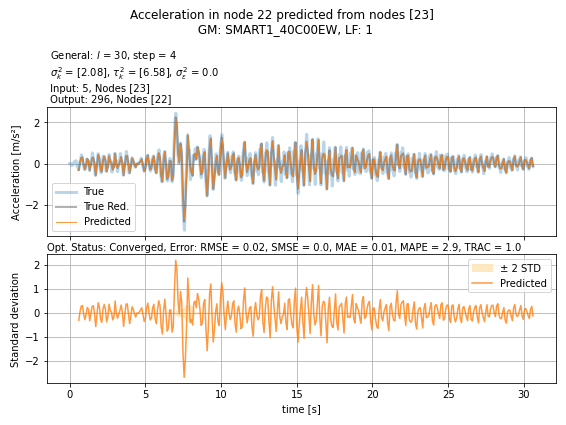 Acceleration in node 22 predicted from nodes [23]
GM: SMART1_40C00EW, LF: 1
General: l = 30, step = 4
σ²ₖ = [2.08], τ²ₖ = [6.58], σ²ε = 0.0
Input: 5, Nodes [23]
Output: 296, Nodes [22]
Acceleration [m/s²]
2
0
−2
True
True Red.
Predicted
Opt. Status: Converged, Error: RMSE = 0.02, SMSE = 0.0, MAE = 0.01, MAPE = 2.9, TRAC = 1.0
Standard deviation
2
1
0
−1
−2
± 2 STD
Predicted
0 5 10 15 20 25 30
time [s]